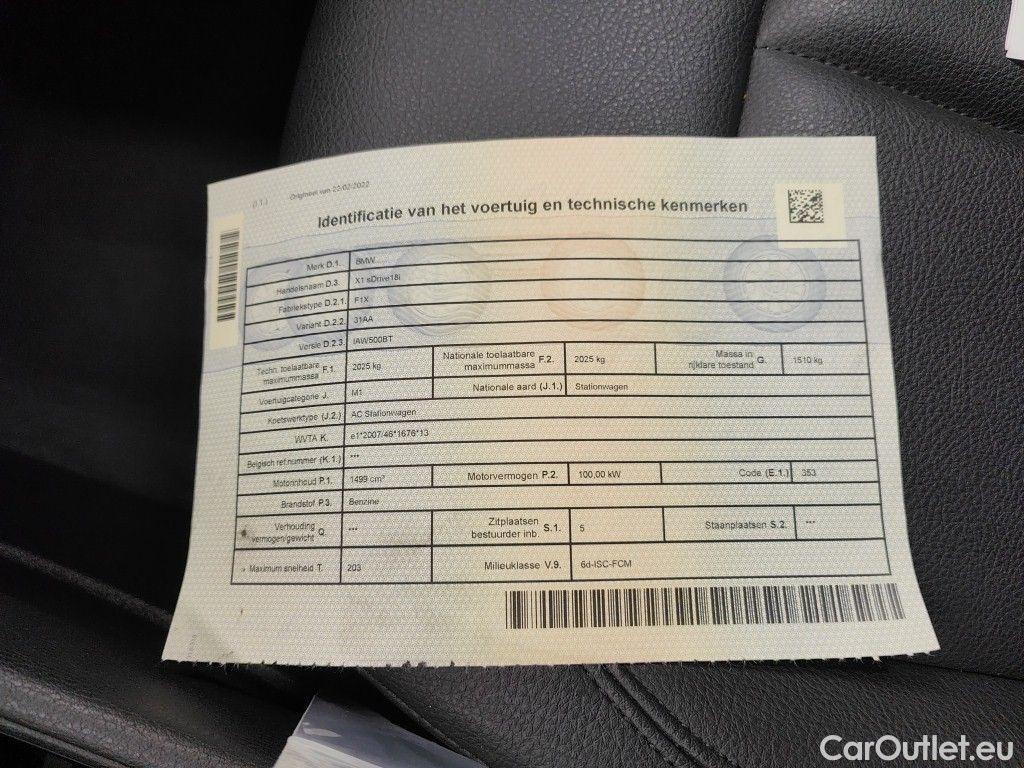 (I.1.) Origineel van 22/02/2022
Identificatie van het voertuig en technische kenmerken
Merk D.1. BMW
Handelsnaam D.3. X1 sDrive18i
Fabriekstype D.2.1. F1X
Variant D.2.2. 31AA
Versie D.2.3. IAW500BT
Techn. toelaatbare maximummassa F.1. 2025 kg Nationale toelaatbare maximummassa F.2. 2025 kg Massa in rijklare toestand G. 1510 kg
Voertuigcategorie J. M1 Nationale aard (J.1.) Stationwagen
Koetswerktype (J.2.) AC Stationwagen
WVTA K. e1*2007/46*1676*13
Belgisch ref.nummer (K.1.) ***
Motorinhoud P.1. 1499 cm³ Motorvermogen P.2. 100,00 kW Code (E.1.) 353
Brandstof P.3. Benzine
Verhouding vermogen/gewicht Q. *** Zitplaatsen bestuurder inb. S.1. 5 Staanplaatsen S.2. ***
Maximum snelheid T. 203 Milieuklasse V.9. 6d-ISC-FCM
CarOutlet.eu